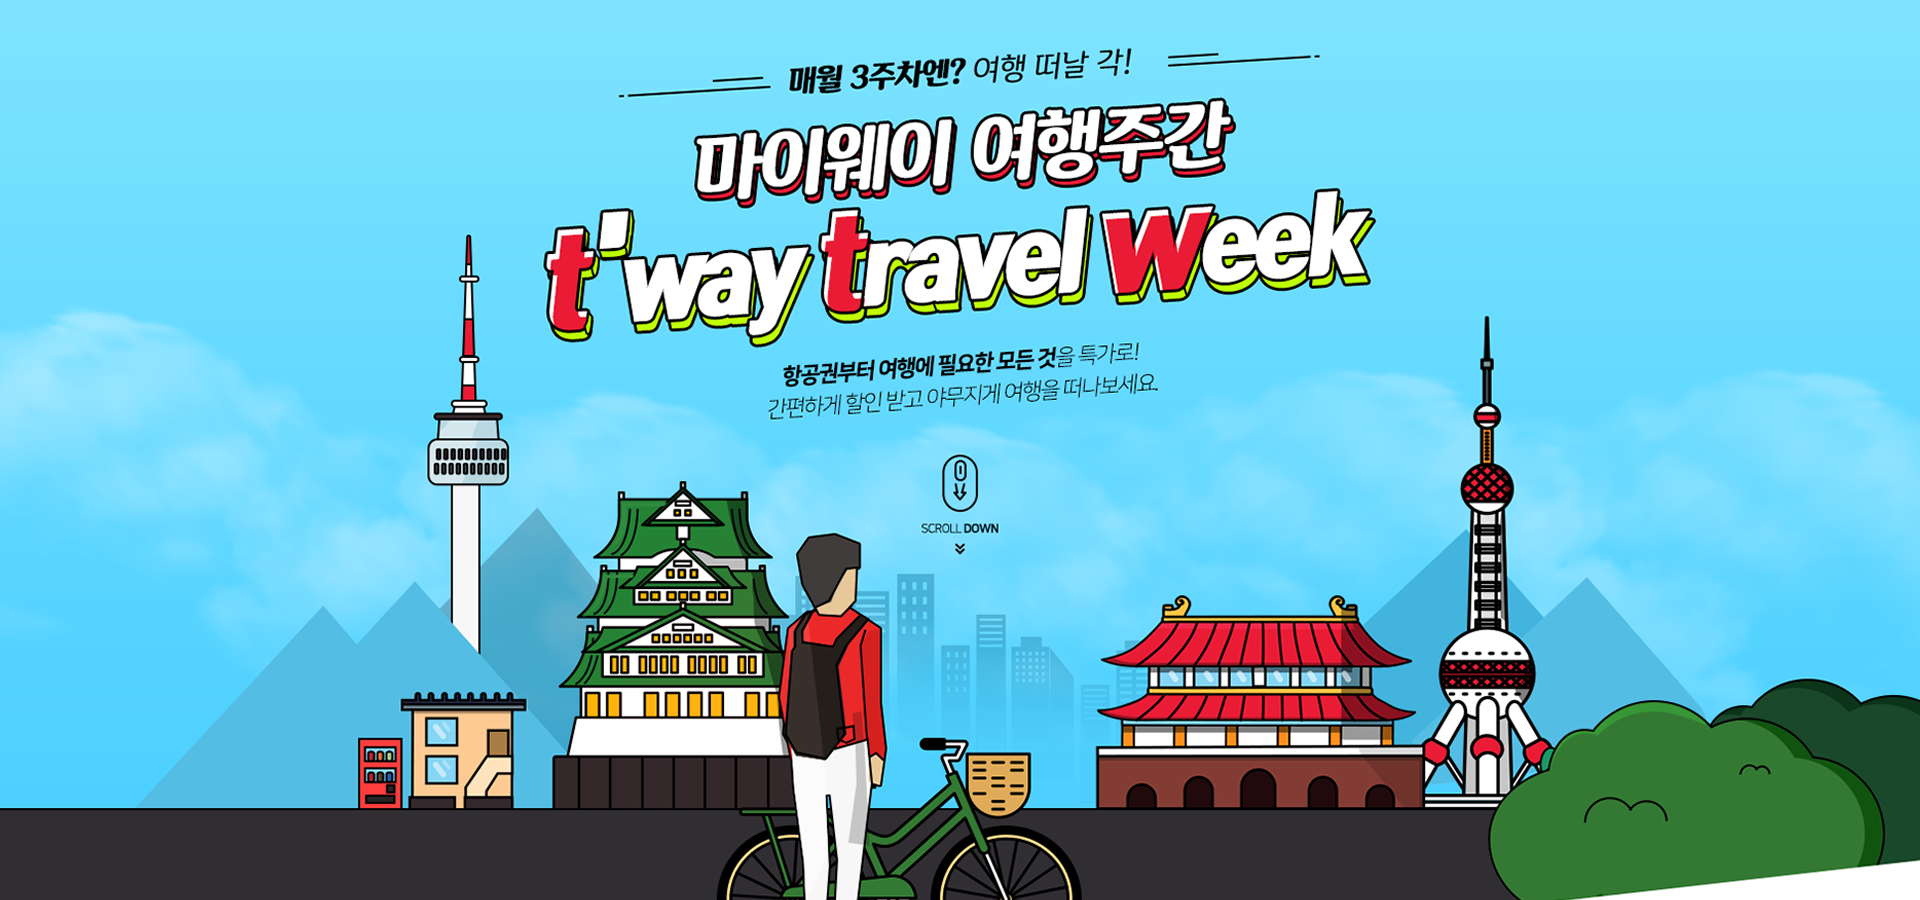 매월 3주차엔? 여행 떠날 각!
마이웨이 여행주간
t'way travel week
항공권부터 여행에 필요한 모든 것을 특가로!
간편하게 할인 받고 야무지게 여행을 떠나보세요.
SCROLL DOWN